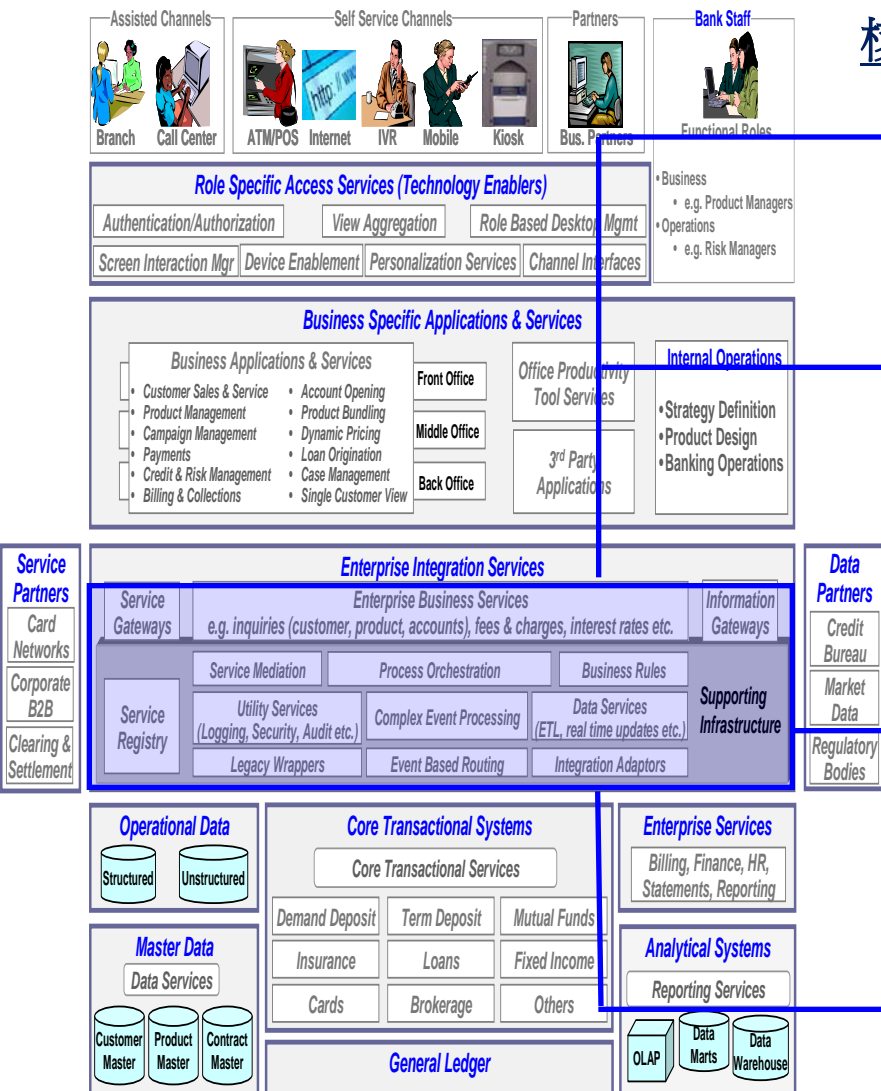 Assisted Channels
Self Service Channels
Partners
Bank Staff
http://www
Branch
Call Center
ATM/POS
Internet
IVR
Mobile
Kiosk
Bus. Partners
Functional Roles
• Business
• e.g. Product Managers
• Operations
• e.g. Risk Managers
Role Specific Access Services (Technology Enablers)
Authentication/Authorization
View Aggregation
Role Based Desktop Mgmt
Screen Interaction Mgr
Device Enablement
Personalization Services
Channel Interfaces
Business Specific Applications & Services
Business Applications & Services
• Customer Sales & Service
• Product Management
• Campaign Management
• Payments
• Credit & Risk Management
• Billing & Collections
• Account Opening
• Product Bundling
• Dynamic Pricing
• Loan Origination
• Case Management
• Single Customer View
Front Office
Middle Office
Back Office
Office Productivity
Tool Services
3rd Party
Applications
Internal Operations
•Strategy Definition
•Product Design
•Banking Operations
Service
Partners
Card
Networks
Corporate
B2B
Clearing &
Settlement
Enterprise Integration Services
Service
Gateways
Enterprise Business Services
e.g. inquiries (customer, product, accounts), fees & charges, interest rates etc.
Information
Gateways
Service
Registry
Service Mediation
Process Orchestration
Business Rules
Utility Services
(Logging, Security, Audit etc.)
Complex Event Processing
Data Services
(ETL, real time updates etc.)
Legacy Wrappers
Event Based Routing
Integration Adaptors
Supporting
Infrastructure
Data
Partners
Credit
Bureau
Market
Data
Regulatory
Bodies
Operational Data
Structured
Unstructured
Core Transactional Systems
Core Transactional Services
Demand Deposit
Term Deposit
Mutual Funds
Insurance
Loans
Fixed Income
Cards
Brokerage
Others
Enterprise Services
Billing, Finance, HR,
Statements, Reporting
Master Data
Data Services
Customer
Master
Product
Master
Contract
Master
General Ledger
Analytical Systems
Reporting Services
OLAP
Data
Marts
Data
Warehouse